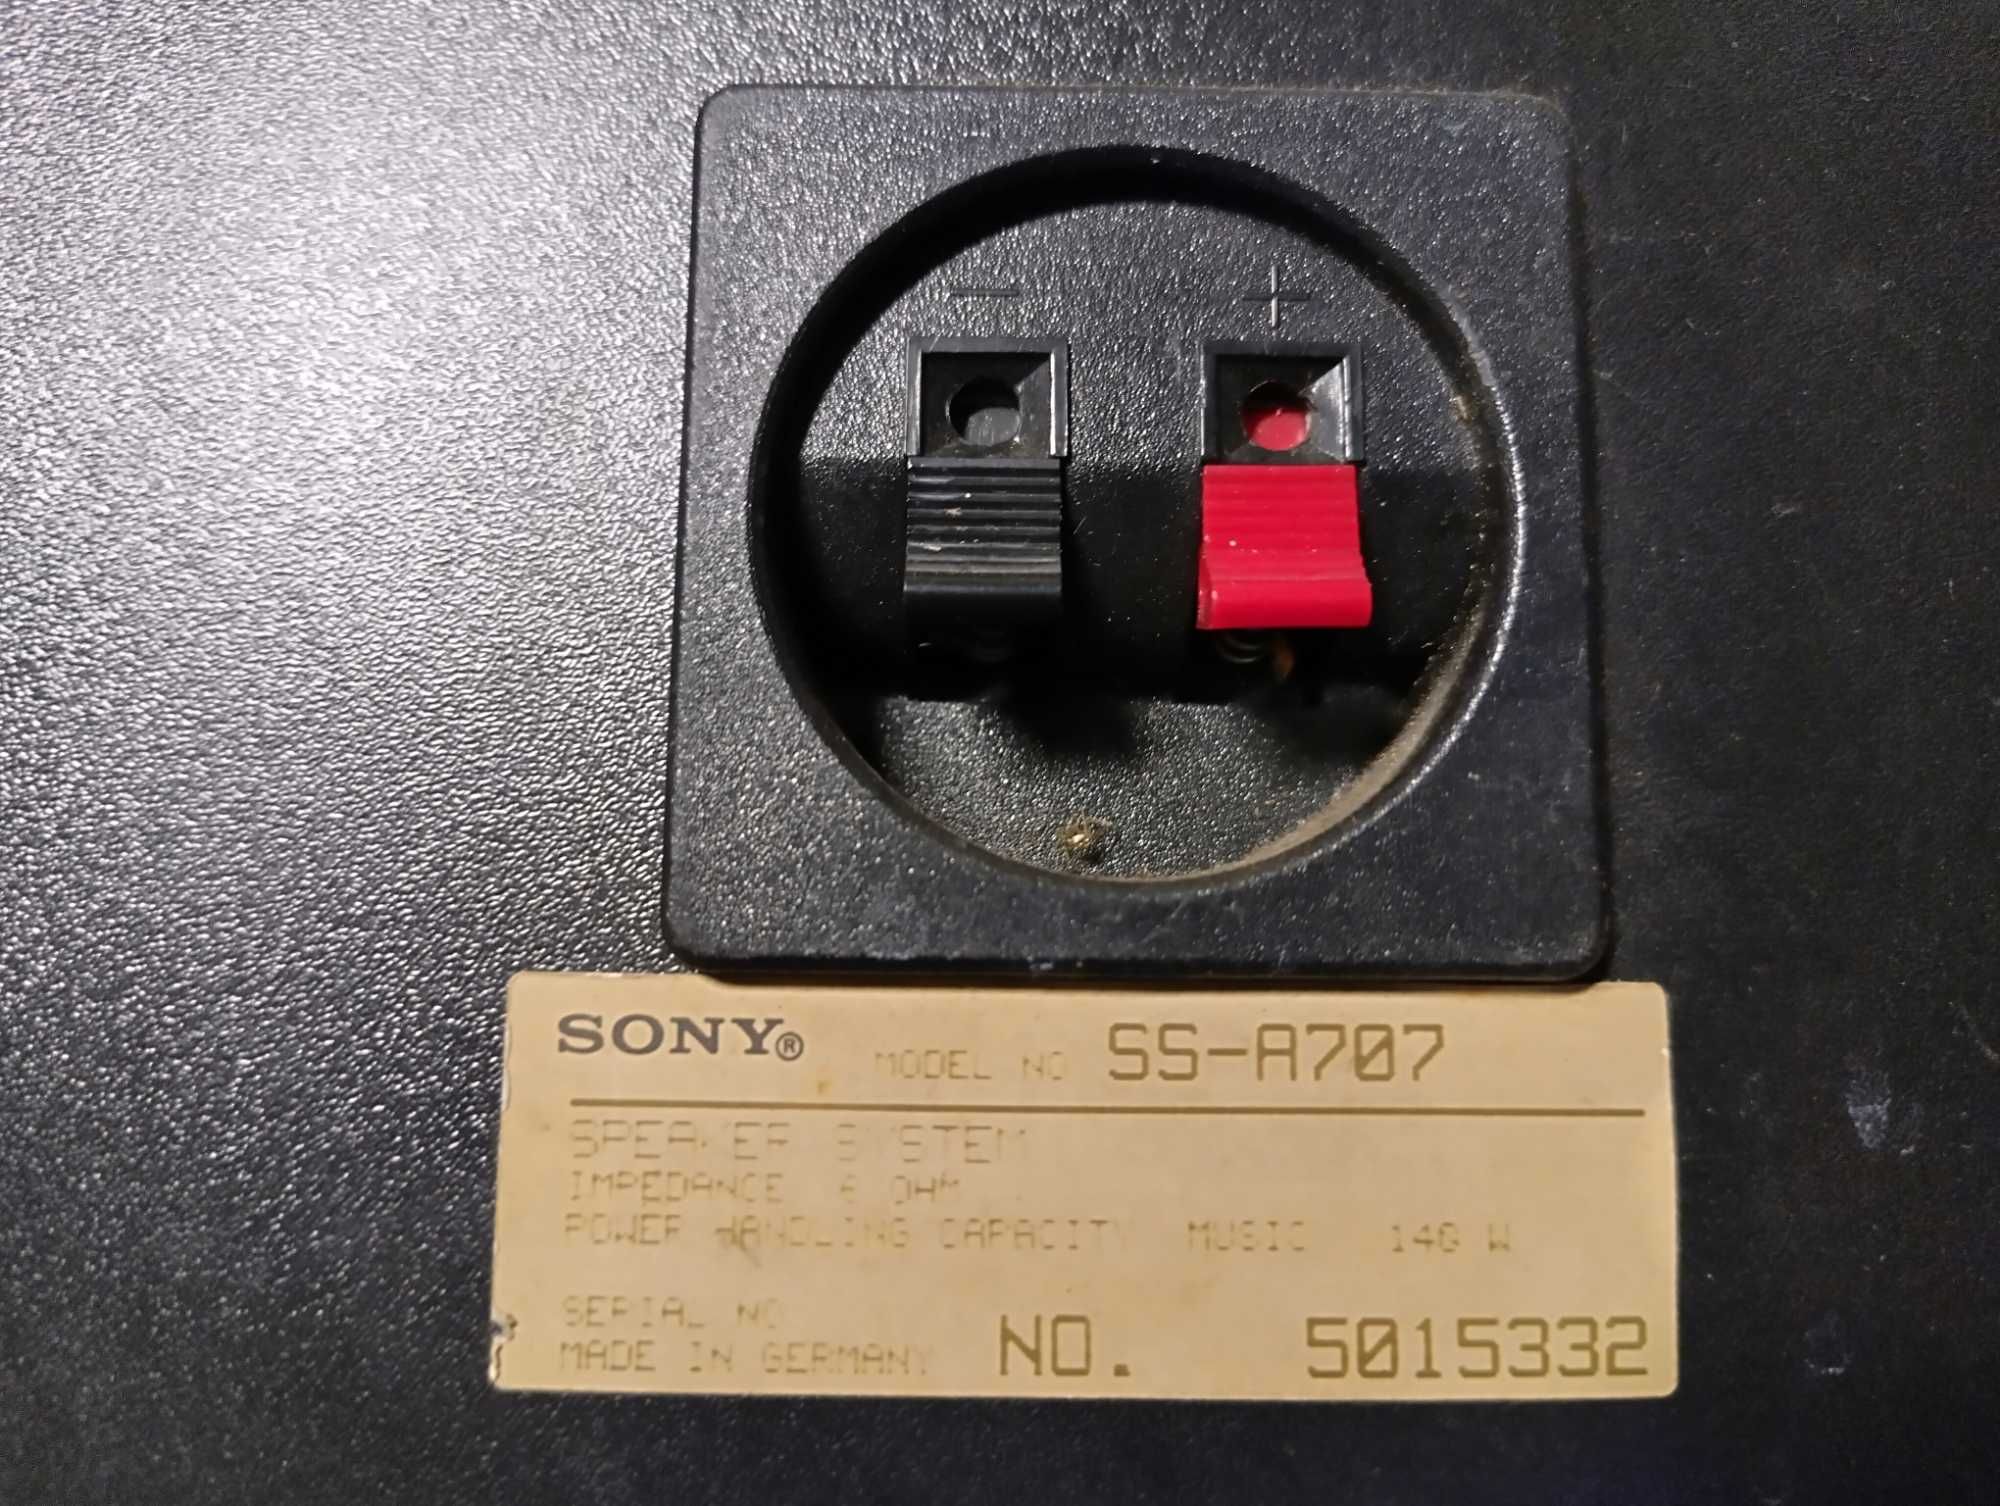 - +
SONY® MODEL NO SS-A707
SPEAKER SYSTEM
IMPEDANCE 6 OHM
POWER HANDLING CAPACITY MUSIC 140 W
SERIAL NO
MADE IN GERMANY NO. 5015332